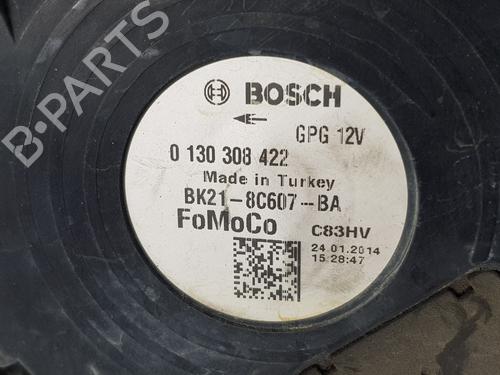 B-PARTS
BOSCH
GPG 12V
0 130 308 422
Made in Turkey
BK21-8C607-BA
FoMoCo
C83HV
24.01.2014
15:28:47